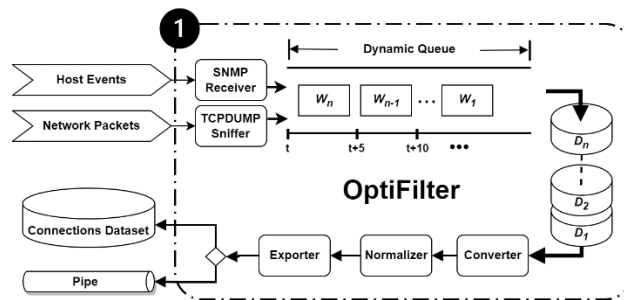 1
Dynamic Queue
Host Events
SNMP
Receiver
Network Packets
TCPDUMP
Sniffer
Wn
Wn-1
...
W1
t
t+5
t+10
•••
Dn
D2
D1
OptiFilter
Connections Dataset
Exporter
Normalizer
Converter
Pipe